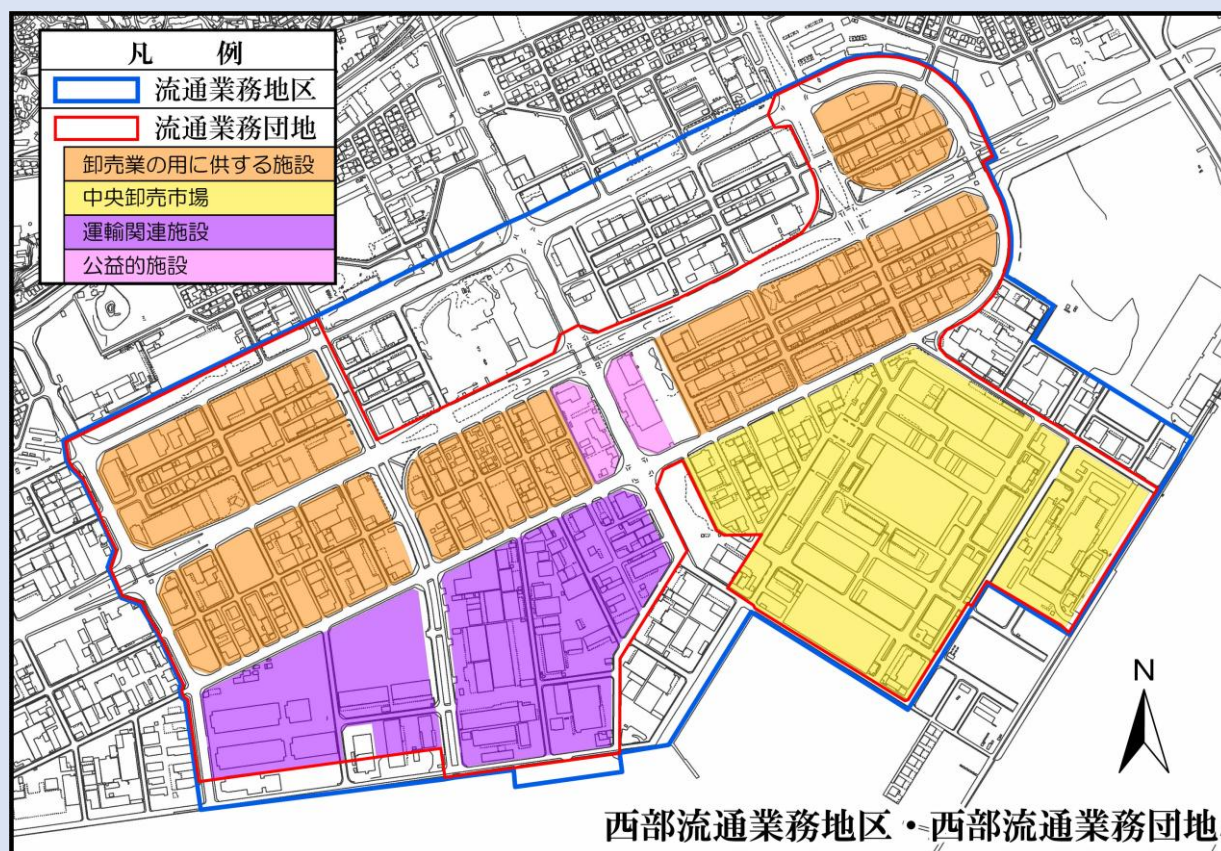 凡 例
流通業務地区
流通業務団地
卸売業の用に供する施設
中央卸売市場
運輸関連施設
公益的施設
N
西部流通業務地区・西部流通業務団地